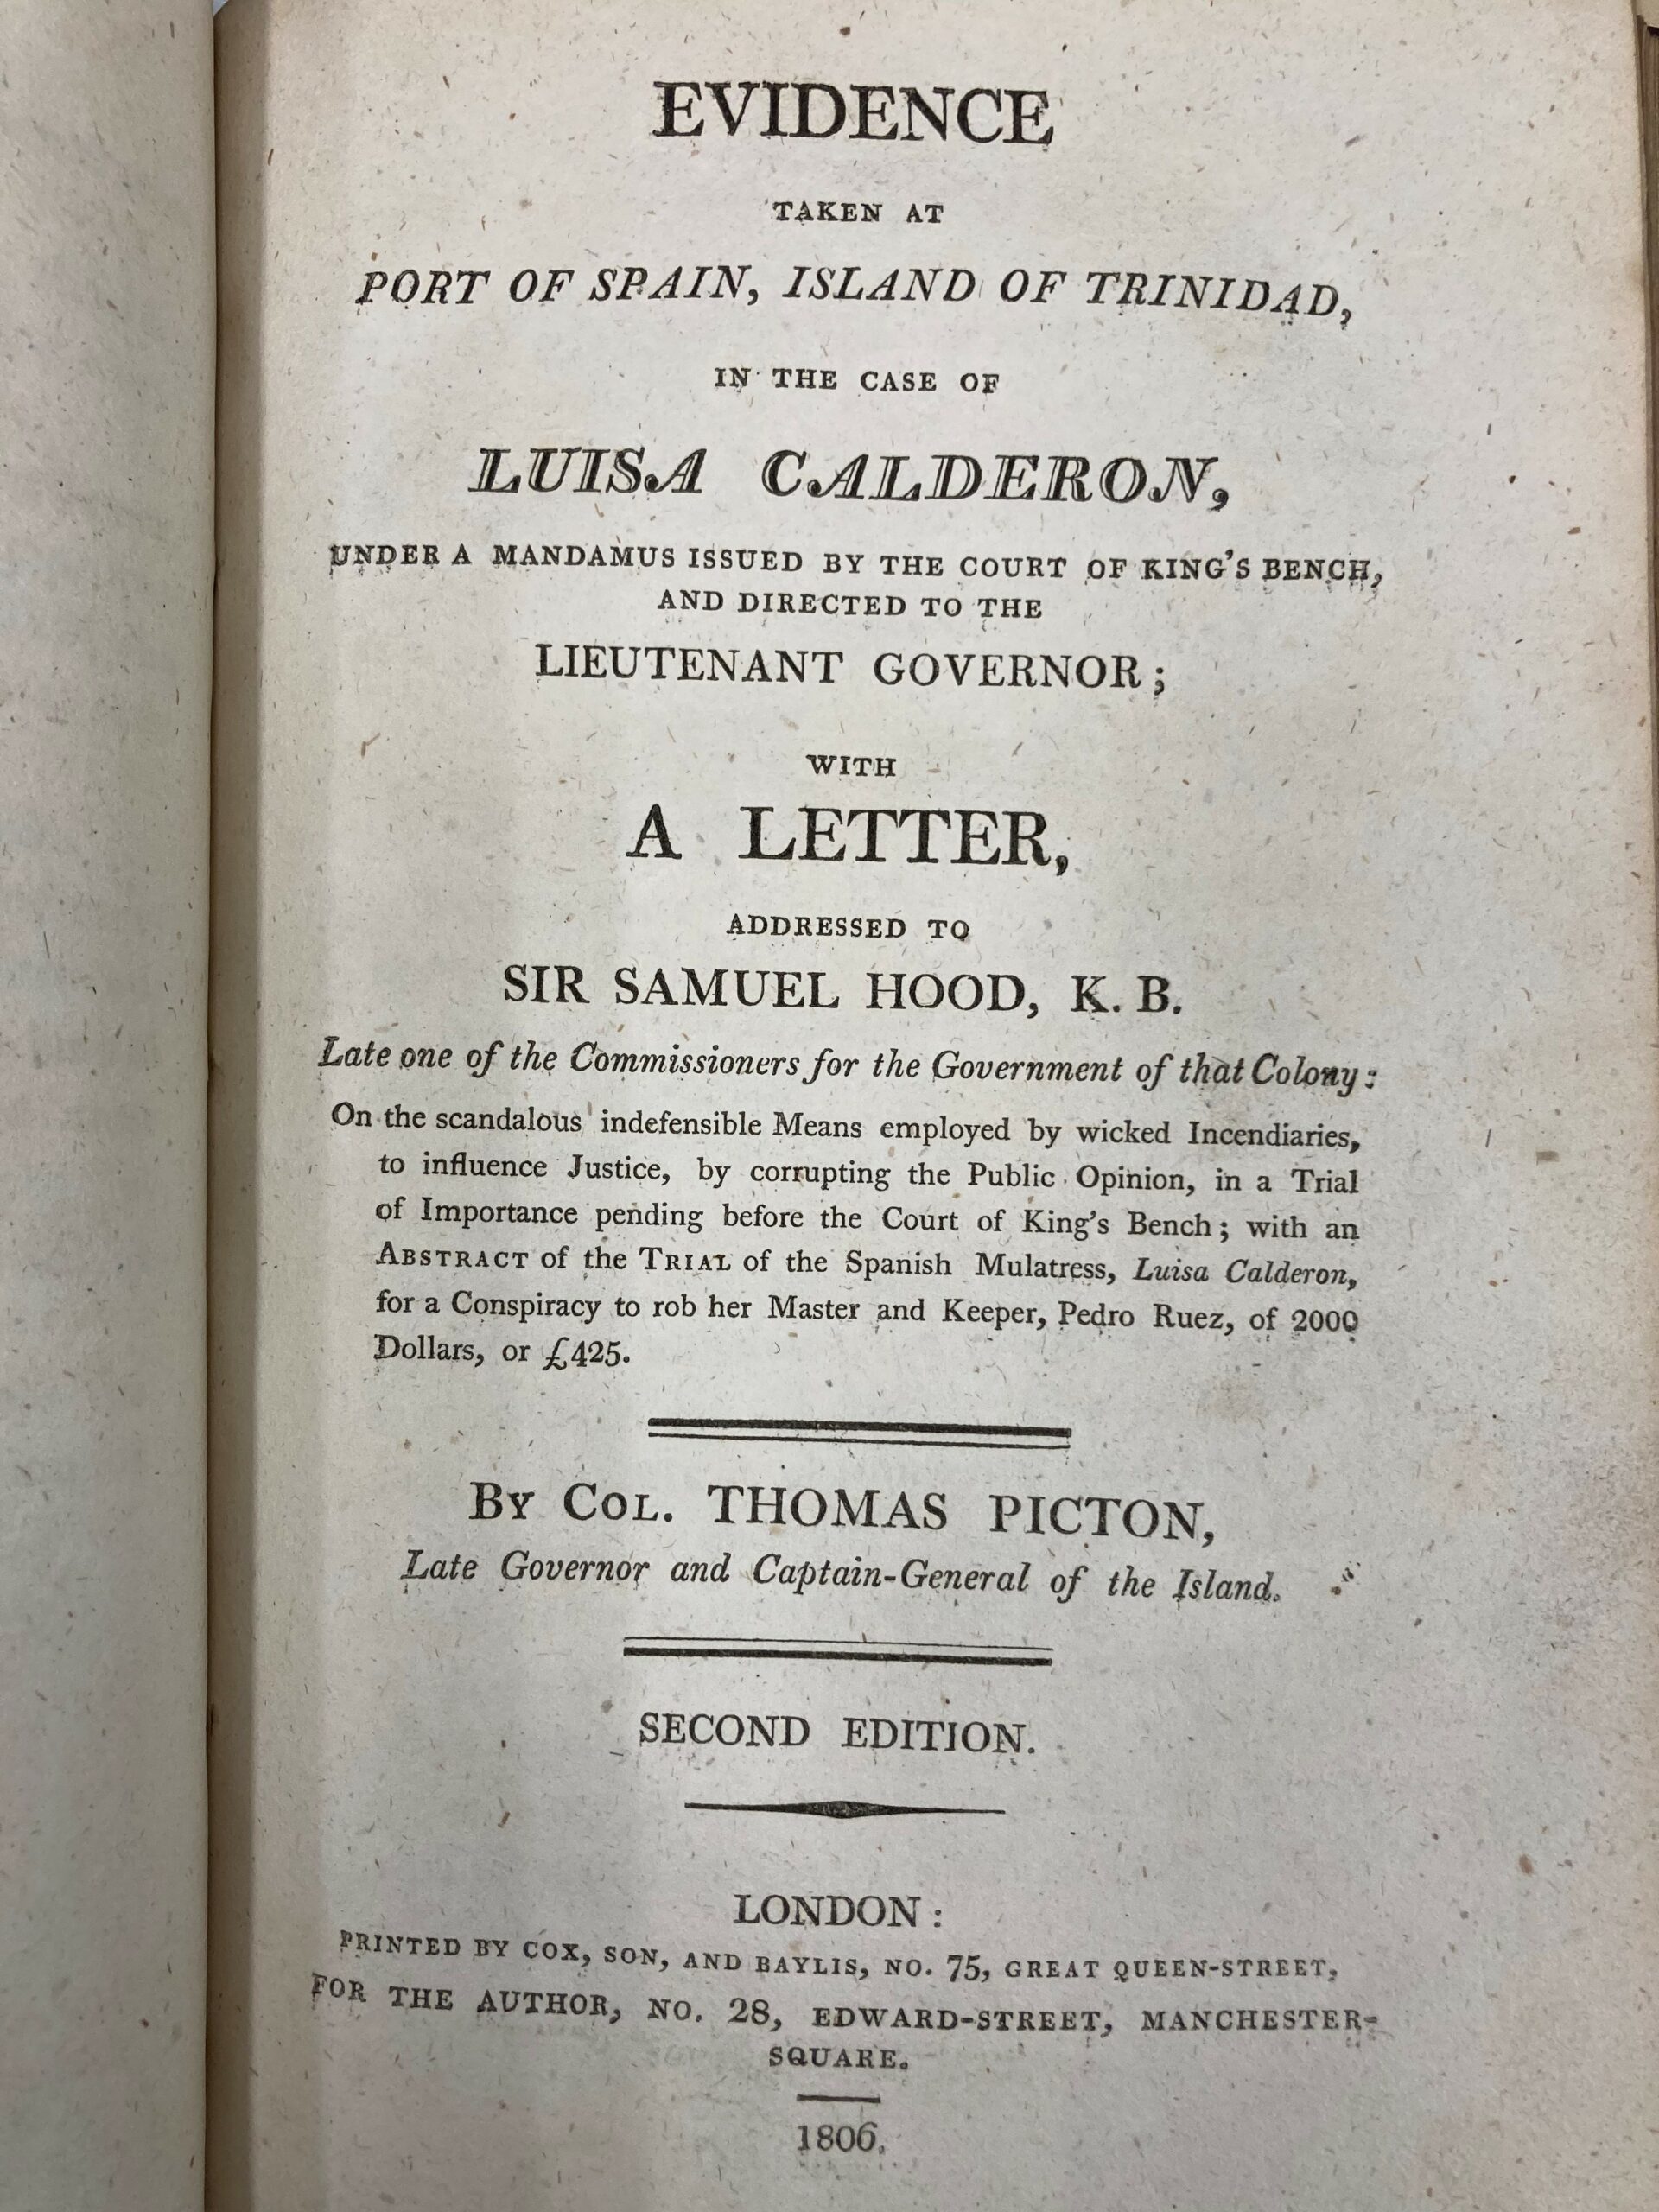 EVIDENCE
TAKEN AT
PORT OF SPAIN, ISLAND OF TRINIDAD,
IN THE CASE OF
LUISA CALDERON,
UNDER A MANDAMUS ISSUED BY THE COURT OF KING'S BENCH,
AND DIRECTED TO THE
LIEUTENANT GOVERNOR;
WITH
A LETTER,
ADDRESSED TO
SIR SAMUEL HOOD, K. B.
Late one of the Commissioners for the Government of that Colony:
On the scandalous indefensible Means employed by wicked Incendiaries,
to influence Justice, by corrupting the Public Opinion, in a Trial
of Importance pending before the Court of King's Bench; with an
ABSTRACT of the TRIAL of the Spanish Mulatress, Luisa Calderon,
for a Conspiracy to rob her Master and Keeper, Pedro Ruez, of 2000
Dollars, or £425.
BY COL. THOMAS PICTON,
Late Governor and Captain-General of the Island.
SECOND EDITION.
LONDON:
PRINTED BY COX, SON, AND BAYLIS, NO. 75, GREAT QUEEN-STREET,
FOR THE AUTHOR, NO. 28, EDWARD-STREET, MANCHESTER-
SQUARE.
1806.